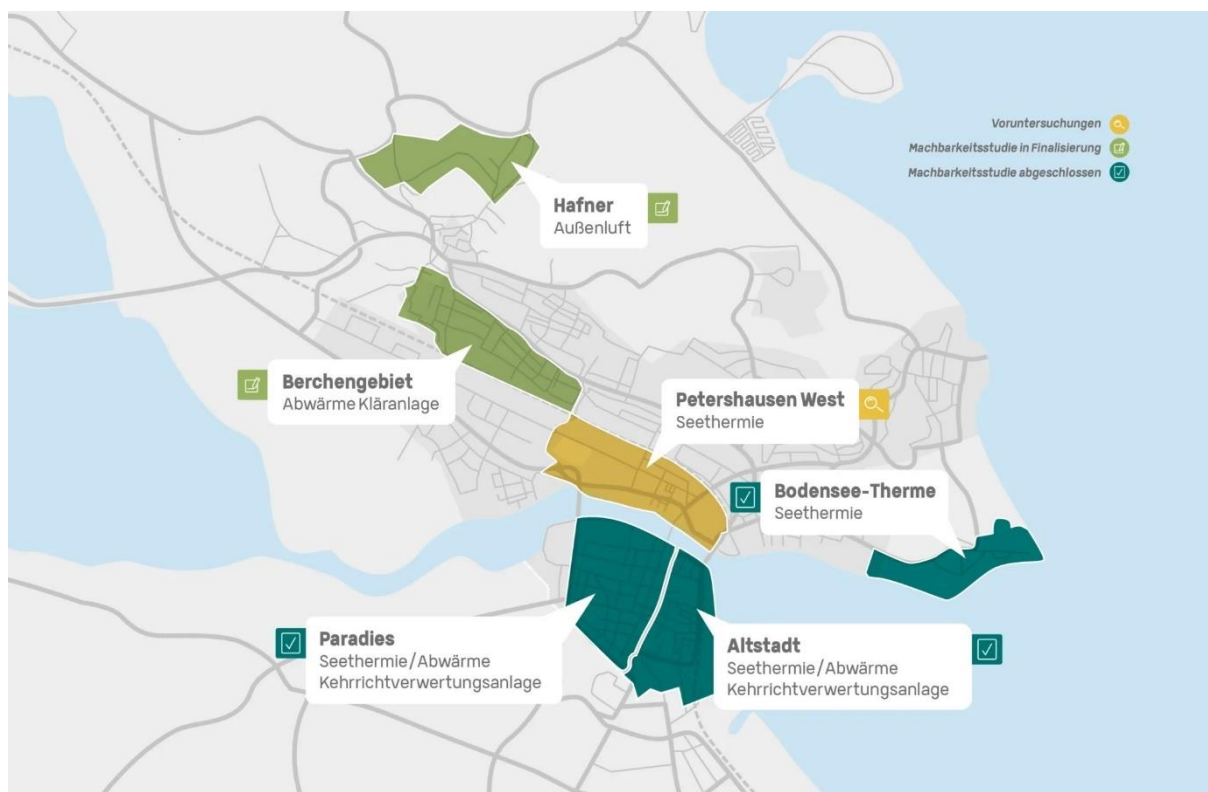 Voruntersuchungen
Machbarkeitsstudie in Finalisierung
Machbarkeitsstudie abgeschlossen
Hafner
Außenluft
Berchengebiet
Abwärme Kläranlage
Petershausen West
Seethermie
Bodensee-Therme
Seethermie
Paradies
Seethermie/Abwärme
Kehrrichtverwertungsanlage
Altstadt
Seethermie/Abwärme
Kehrrichtverwertungsanlage